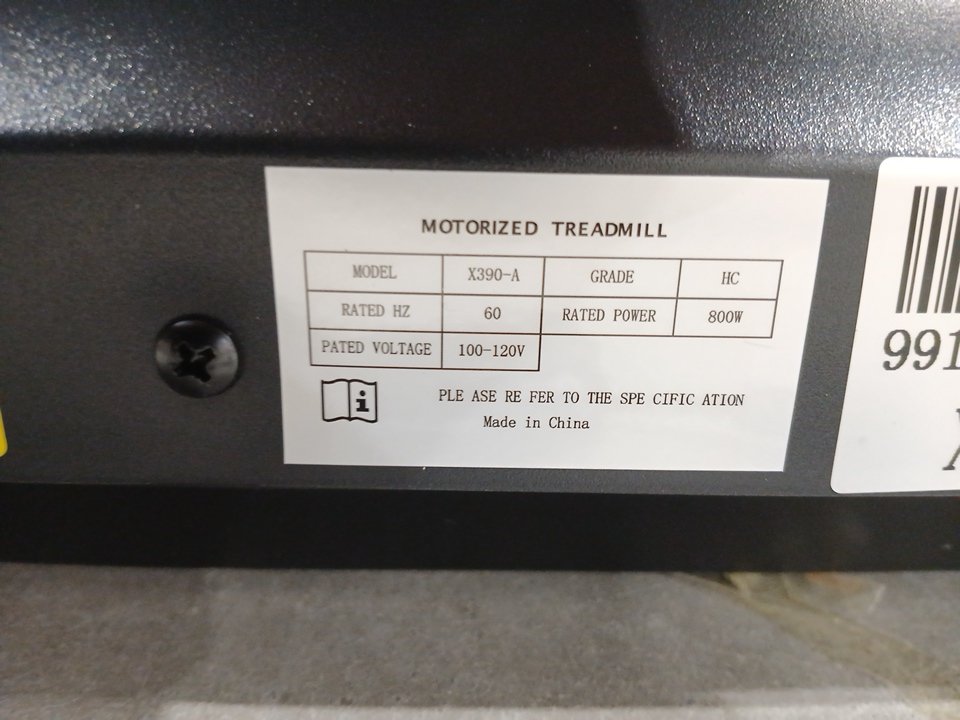 MOTORIZED TREADMILL
MODEL X390-A GRADE HC
RATED HZ 60 RATED POWER 800W
PATED VOLTAGE 100-120V
PLE ASE RE FER TO THE SPE CIFIC ATION
Made in China
991